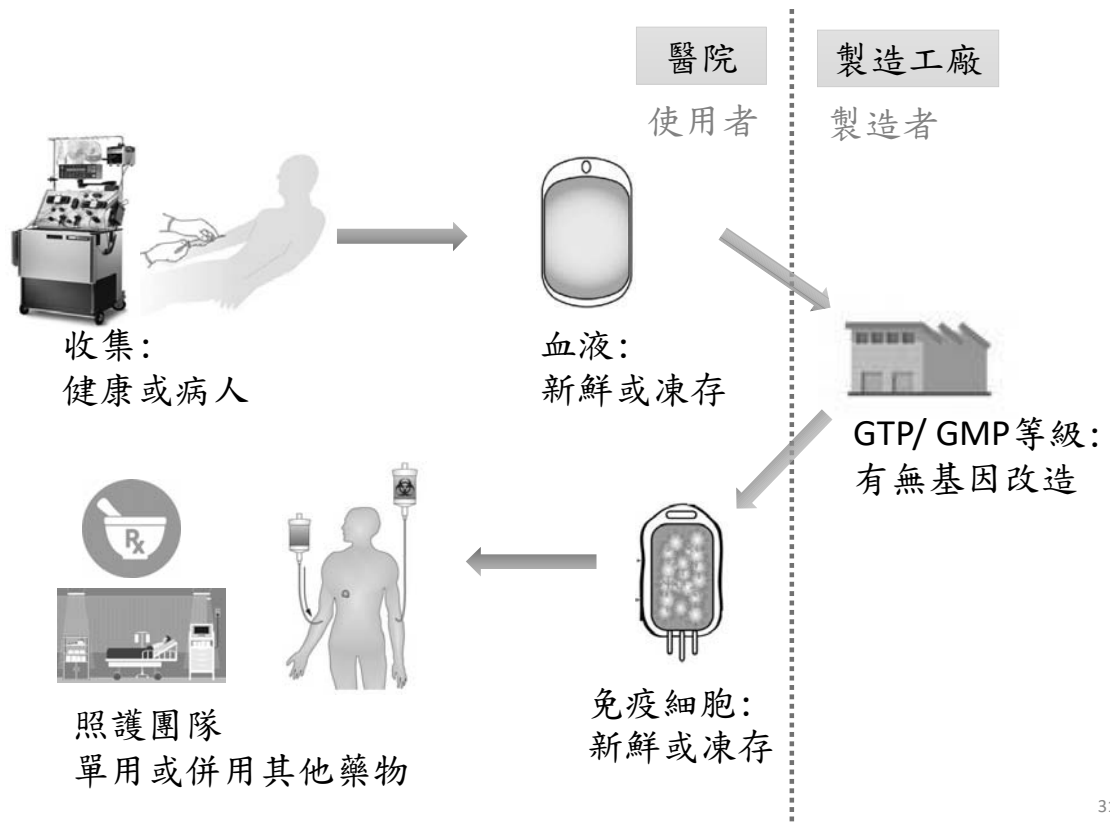 醫院
製造工廠
使用者
製造者
收集:
健康或病人
血液:
新鮮或凍存
GTP/ GMP等級:
有無基因改造
Rx
照護團隊
單用或併用其他藥物
免疫細胞:
新鮮或凍存